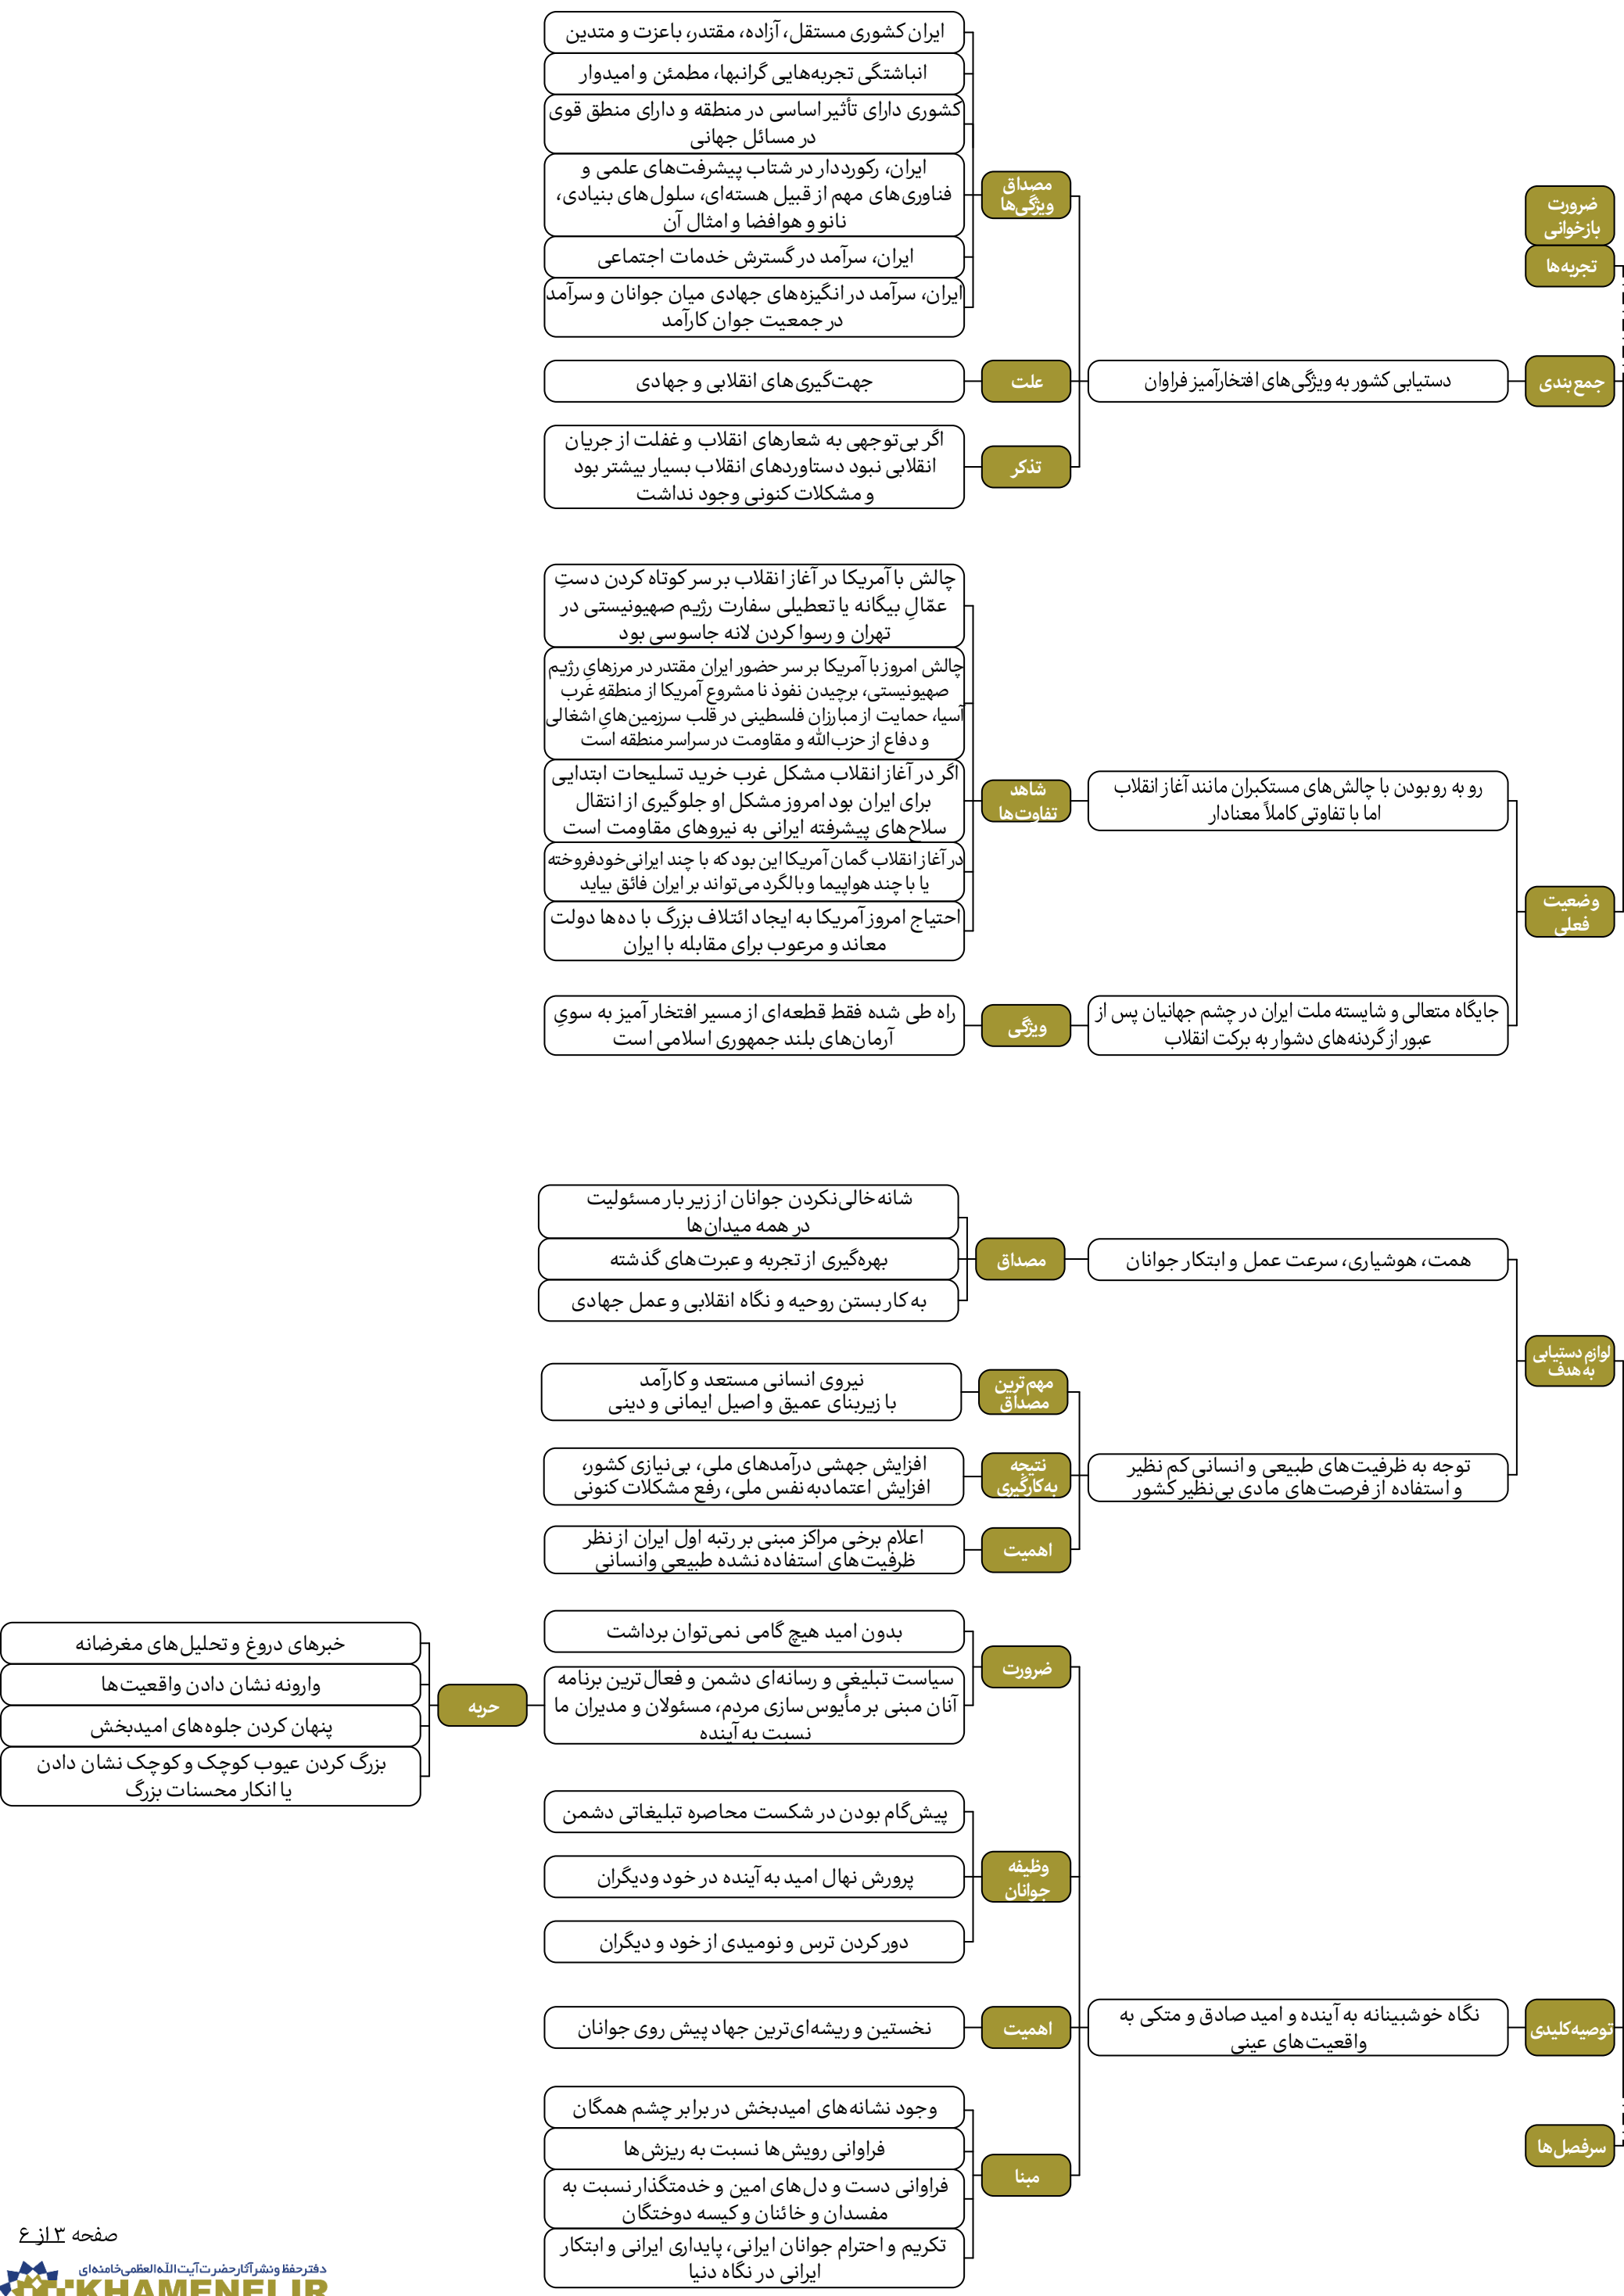 ضرورت
بازخوانی
تجربه‌ها
جمع‌بندی
دستیابی کشور به ویژگی‌های افتخارآمیز فراوان
مصداق
ویژگی‌ها
ایران کشوری مستقل، آزاده، مقتدر، باعزت و متدین
انباشتگی تجربه‌هایی گرانبها، مطمئن و امیدوار
کشوری دارای تأثیر اساسی در منطقه و دارای منطق قوی
در مسائل جهانی
ایران، رکورددار در شتاب پیشرفت‌های علمی و
فناوری‌های مهم از قبیل هسته‌ای، سلول‌های بنیادی،
نانو و هوافضا و امثال آن
ایران، سرآمد در گسترش خدمات اجتماعی
ایران، سرآمد در انگیزه‌های جهادی میان جوانان و سرآمد
در جمعیت جوان کارآمد
علت
جهت‌گیری‌های انقلابی و جهادی
تذکر
اگر بی‌توجهی به شعارهای انقلاب و غفلت از جریان
انقلابی نبود دستاوردهای انقلاب بسیار بیشتر بود
و مشکلات کنونی وجود نداشت
وضعیت
فعلی
رو به رو بودن با چالش‌های مستکبران مانند آغاز انقلاب
اما با تفاوتی کاملاً معنادار
شاهد
تفاوت‌ها
چالش با آمریکا در آغاز انقلاب بر سر کوتاه کردن دستِ
عمّالِ بیگانه یا تعطیلی سفارت رژیم صهیونیستی در
تهران و رسوا کردن لانه جاسوسی بود
چالش امروز با آمریکا بر سر حضور ایران مقتدر در مرزهایِ رژیم
صهیونیستی، برچیدن نفوذ نا مشروع آمریکا از منطقهِ غرب
آسیا، حمایت از مبارزان فلسطینی در قلب سرزمین‌هایِ اشغالی
و دفاع از حزب‌الله و مقاومت در سراسر منطقه است
اگر در آغاز انقلاب مشکل غرب خرید تسلیحات ابتدایی
برای ایران بود امروز مشکل او جلوگیری از انتقال
سلاح‌های پیشرفته ایرانی به نیروهای مقاومت است
در آغاز انقلاب گمان آمریکا این بود که با چند ایرانی‌خودفروخته
یا با چند هواپیما و بالگرد می‌تواند بر ایران فائق بیاید
احتیاج امروز آمریکا به ایجاد ائتلاف بزرگ با ده‌ها دولت
معاند و مرعوب برای مقابله با ایران
جایگاه متعالی و شایسته ملت ایران در چشم جهانیان پس از
عبور از گردنه‌های دشوار به برکت انقلاب
ویژگی
راه طی شده فقط قطعه‌ای از مسیر افتخار آمیز به سویِ
آرمان‌های بلند جمهوری اسلامی است
لوازم دستیابی
به هدف
همت، هوشیاری، سرعت عمل و ابتکار جوانان
مصداق
شانه خالی‌نکردن جوانان از زیر بار مسئولیت
در همه میدان‌ها
بهره‌گیری از تجربه و عبرت‌های گذشته
به کار بستن روحیه و نگاه انقلابی و عمل جهادی
توجه به ظرفیت‌های طبیعی و انسانی کم نظیر
و استفاده از فرصت‌های مادی بی‌نظیر کشور
مهم‌ترین
مصداق
نیروی انسانی مستعد و کارآمد
با زیربنای عمیق و اصیل ایمانی و دینی
نتیجه
به‌کارگیری
افزایش جهشی درآمدهای ملی، بی‌نیازی کشور،
افزایش اعتمادبه نفس ملی، رفع مشکلات کنونی
اهمیت
اعلام برخی مراکز مبنی بر رتبه اول ایران از نظر
ظرفیت‌های استفاده نشده طبیعی وانسانی
توصیه کلیدی
نگاه خوشبینانه به آینده و امید صادق و متکی به
واقعیت‌های عینی
ضرورت
بدون امید هیچ گامی نمی‌توان برداشت
سیاست تبلیغی و رسانه‌ای دشمن و فعال‌ترین برنامه
آنان مبنی بر مأیوس‌سازی مردم، مسئولان و مدیران ما
نسبت به آینده
حربه
خبرهای دروغ و تحلیل‌های مغرضانه
وارونه نشان دادن واقعیت‌ها
پنهان کردن جلوه‌های امیدبخش
بزرگ کردن عیوب کوچک و کوچک نشان دادن
یا انکار محسنات بزرگ
وظیفه
جوانان
پیش‌گام بودن در شکست محاصره تبلیغاتی دشمن
پرورش نهال امید به آینده در خود ودیگران
دور کردن ترس و نومیدی از خود و دیگران
اهمیت
نخستین و ریشه‌ای‌ترین جهاد پیش روی جوانان
مبنا
وجود نشانه‌های امیدبخش در برابر چشم همگان
فراوانی رویش‌ها نسبت به ریزش‌ها
فراوانی دست و دل‌های امین و خدمتگذار نسبت به
مفسدان و خائنان و کیسه دوختگان
تکریم و احترام جوانان ایرانی، پایداری ایرانی و ابتکار
ایرانی در نگاه دنیا
سرفصل‌ها
صفحه ۳ از ۶
دفتر حفظ و نشر آثار حضرت آیت‌الله‌العظمی خامنه‌ای
KHAMENEI.IR